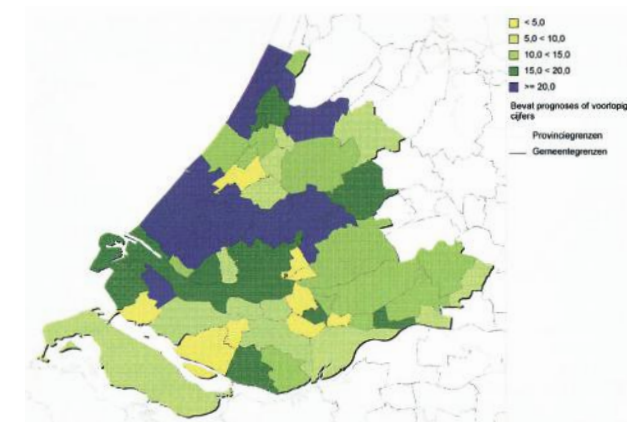 < 5,0
5,0 < 10,0
10,0 < 15,0
15,0 < 20,0
>= 20,0
Bevat prognoses of voorlopig
cijfers
Provinciegrenzen
Gemeentegrenzen